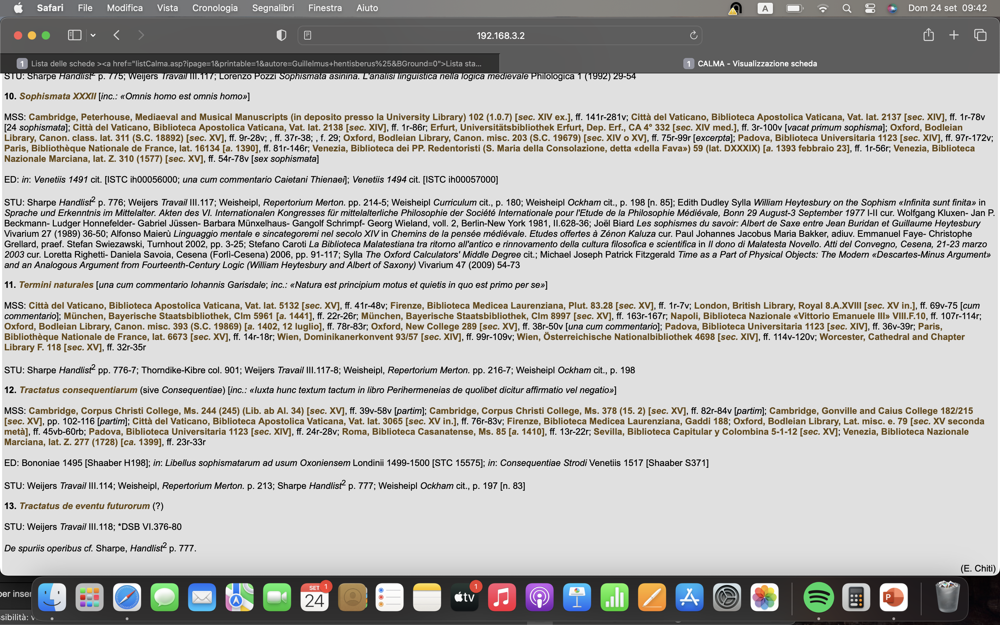 Safari File Modifica Vista Cronologia Segnalibri Finestra Aiuto A Dom 24 set 09:42
192.168.3.2
1 Lista delle schede ><a href="listCalma.asp?ipage=1&printable=1&autore=Guillelmus+hentisberus%25&BGround=0">Lista sta...
1 CALMA - Visualizzazione scheda
STU: Sharpe Handlist2 p. 775; Weijers Travail III.117; Lorenzo Pozzi Sophismata asinina. L'analisi linguistica nella logica medievale Philologica 1 (1992) 29-54
10. Sophismata XXXII [inc.: «Omnis homo est omnis homo»]
MSS: Cambridge, Peterhouse, Mediaeval and Musical Manuscripts (in deposito presso la University Library) 102 (1.0.7) [sec. XIV ex.], ff. 141r-281v; Città del Vaticano, Biblioteca Apostolica Vaticana, Vat. lat. 2137 [sec. XIV], ff. 1r-78v
[24 sophismata]; Città del Vaticano, Biblioteca Apostolica Vaticana, Vat. lat. 2138 [sec. XIV], ff. 1r-86r; Erfurt, Universitätsbibliothek Erfurt, Dep. Erf., CA 4° 332 [sec. XIV med.], ff. 3r-100v [vacat primum sophisma]; Oxford, Bodleian
Library, Canon. class. lat. 311 (S.C. 18892) [sec. XV], ff. 9r-28v; , ff. 37r-38; , f. 29; Oxford, Bodleian Library, Canon. misc. 203 (S.C. 19679) [sec. XIV o XV], ff. 75r-99r [excerpta]; Padova, Biblioteca Universitaria 1123 [sec. XIV], ff. 97r-172v;
Paris, Bibliothèque Nationale de France, lat. 16134 [a. 1390], ff. 81r-146r; Venezia, Biblioteca dei PP. Redentoristi (S. Maria della Consolazione, detta «della Fava») 59 (lat. DXXXIX) [a. 1393 febbraio 23], ff. 1r-56r; Venezia, Biblioteca
Nazionale Marciana, lat. Z. 310 (1577) [sec. XV], ff. 54r-78v [sex sophismata]
ED: in: Venetiis 1491 cit. [ISTC ih00056000; una cum commentario Caietani Thienaei]; Venetiis 1494 cit. [ISTC ih00057000]
STU: Sharpe Handlist2 p. 776; Weijers Travail III.117; Weisheipl, Repertorium Merton. pp. 214-5; Weisheipl Curriculum cit., p. 180; Weisheipl Ockham cit., p. 198 [n. 85]; Edith Dudley Sylla William Heytesbury on the Sophism «Infinita sunt finita» in
Sprache und Erkenntnis im Mittelalter. Akten des VI. Internationalen Kongresses für mittelalterliche Philosophie der Société Internationale pour l'Etude de la Philosophie Médiévale, Bonn 29 August-3 September 1977 I-II cur. Wolfgang Kluxen- Jan P.
Beckmann- Ludger Honnefelder- Gabriel Jüssen- Barbara Münxelhaus- Gangolf Schrimpf- Georg Wieland, voll. 2, Berlin-New York 1981, II.628-36; Joël Biard Les sophismes du savoir: Albert de Saxe entre Jean Buridan et Guillaume Heytesbury
Vivarium 27 (1989) 36-50; Alfonso Maierù Linguaggio mentale e sincategoremi nel secolo XIV in Chemins de la pensée médiévale. Etudes offertes à Zénon Kaluza cur. Paul Johannes Jacobus Maria Bakker, adiuv. Emmanuel Faye- Christophe
Grellard, praef. Stefan Swiezawski, Turnhout 2002, pp. 3-25; Stefano Caroti La Biblioteca Malatestiana tra ritorno all'antico e rinnovamento della cultura filosofica e scientifica in Il dono di Malatesta Novello. Atti del Convegno, Cesena, 21-23 marzo
2003 cur. Loretta Righetti- Daniela Savoia, Cesena (Forlì-Cesena) 2006, pp. 91-117; Sylla The Oxford Calculators' Middle Degree cit.; Michael Joseph Patrick Fitzgerald Time as a Part of Physical Objects: The Modern «Descartes-Minus Argument»
and an Analogous Argument from Fourteenth-Century Logic (William Heytesbury and Albert of Saxony) Vivarium 47 (2009) 54-73
11. Termini naturales [una cum commentario Iohannis Garisdale; inc.: «Natura est principium motus et quietis in quo est primo per se»]
MSS: Città del Vaticano, Biblioteca Apostolica Vaticana, Vat. lat. 5132 [sec. XV], ff. 41r-48v; Firenze, Biblioteca Medicea Laurenziana, Plut. 83.28 [sec. XV], ff. 1r-7v; London, British Library, Royal 8.A.XVIII [sec. XV in.], ff. 69v-75 [cum
commentario]; München, Bayerische Staatsbibliothek, Clm 5961 [a. 1441], ff. 22r-26r; München, Bayerische Staatsbibliothek, Clm 8997 [sec. XV], ff. 163r-167r; Napoli, Biblioteca Nazionale «Vittorio Emanuele III» VIII.F.10, ff. 107r-114r;
Oxford, Bodleian Library, Canon. misc. 393 (S.C. 19869) [a. 1402, 12 luglio], ff. 78r-83r; Oxford, New College 289 [sec. XV], ff. 38r-50v [una cum commentario]; Padova, Biblioteca Universitaria 1123 [sec. XIV], ff. 36v-39r; Paris,
Bibliothèque Nationale de France, lat. 6673 [sec. XV], ff. 14r-18r; Wien, Dominikanerkonvent 93/57 [sec. XIV], ff. 99r-109v; Wien, Österreichische Nationalbibliothek 4698 [sec. XIV], ff. 114v-120v; Worcester, Cathedral and Chapter
Library F. 118 [sec. XV], ff. 32r-35r
STU: Sharpe Handlist2 pp. 776-7; Thorndike-Kibre col. 901; Weijers Travail III.117-8; Weisheipl, Repertorium Merton. pp. 216-7; Weisheipl Ockham cit., p. 198
12. Tractatus consequentiarum (sive Consequentiae) [inc.: «Iuxta hunc textum tactum in libro Perihermeneias de quolibet dicitur affirmatio vel negatio»]
MSS: Cambridge, Corpus Christi College, Ms. 244 (245) (Lib. ab Al. 34) [sec. XV], ff. 39v-58v [partim]; Cambridge, Corpus Christi College, Ms. 378 (15. 2) [sec. XV], ff. 82r-84v [partim]; Cambridge, Gonville and Caius College 182/215
[sec. XV], pp. 102-116 [partim]; Città del Vaticano, Biblioteca Apostolica Vaticana, Vat. lat. 3065 [sec. XV in.], ff. 76r-83v; Firenze, Biblioteca Medicea Laurenziana, Gaddi 188; Oxford, Bodleian Library, Lat. misc. e. 79 [sec. XV seconda
metà], ff. 45vb-60rb; Padova, Biblioteca Universitaria 1123 [sec. XIV], ff. 24r-28v; Roma, Biblioteca Casanatense, Ms. 85 [a. 1410], ff. 13r-22r; Sevilla, Biblioteca Capitular y Colombina 5-1-12 [sec. XV]; Venezia, Biblioteca Nazionale
Marciana, lat. Z. 277 (1728) [ca. 1399], ff. 23r-33r
ED: Bononiae 1495 [Shaaber H198]; in: Libellus sophismatarum ad usum Oxoniensem Londinii 1499-1500 [STC 15575]; in: Consequentiae Strodi Venetiis 1517 [Shaaber S371]
STU: Weijers Travail III.114; Weisheipl, Repertorium Merton. p. 213; Sharpe Handlist2 p. 777; Weisheipl Ockham cit., p. 197 [n. 83]
13. Tractatus de eventu futurorum (?)
STU: Weijers Travail III.118; *DSB VI.376-80
De spuriis operibus cf. Sharpe, Handlist2 p. 777.
(E. Chiti)
per inser
SET 1
24
tv 1
P
ssibilità: v